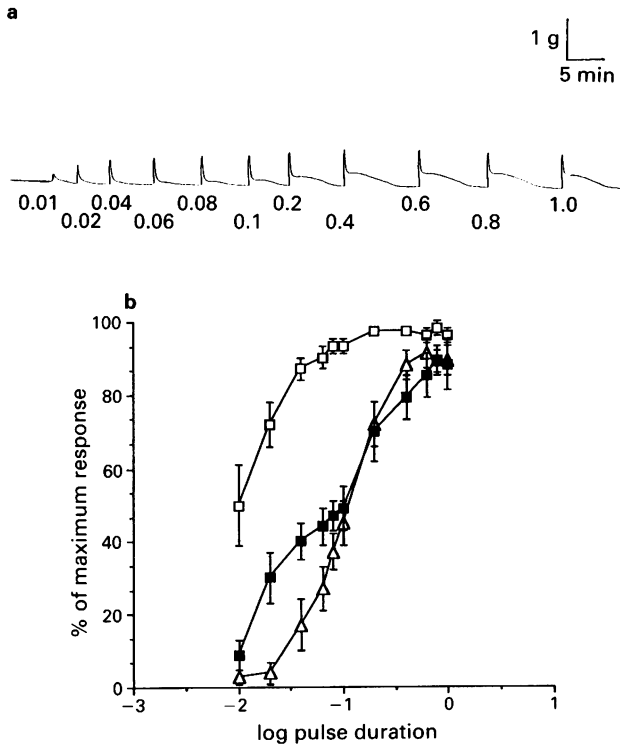 a
1 g
5 min
0.01 0.04 0.08 0.2 0.6 1.0
0.02 0.06 0.1 0.4 0.8
b
100
80
60
40
20
0
% of maximum response
−3 −2 −1 0 1
log pulse duration